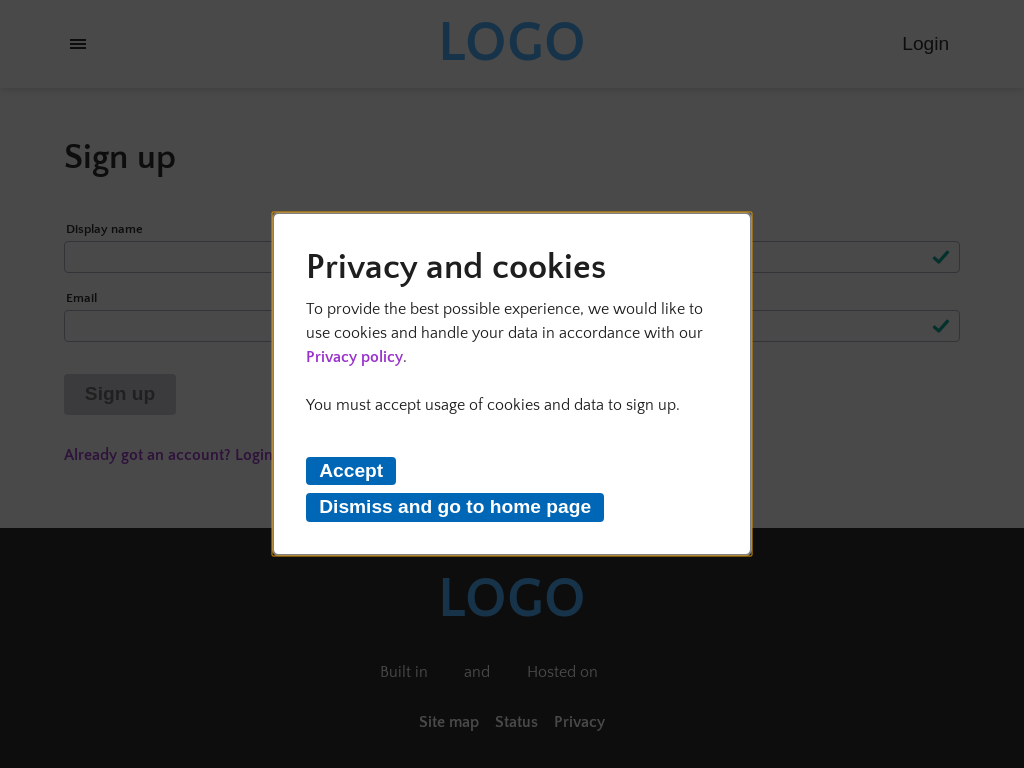 LOGO
Login
Sign up
Display name
Email
Sign up
Already got an account? Login
Privacy and cookies
To provide the best possible experience, we would like to
use cookies and handle your data in accordance with our
Privacy policy.
You must accept usage of cookies and data to sign up.
Accept
Dismiss and go to home page
LOGO
Built in and Hosted on
Site map Status Privacy